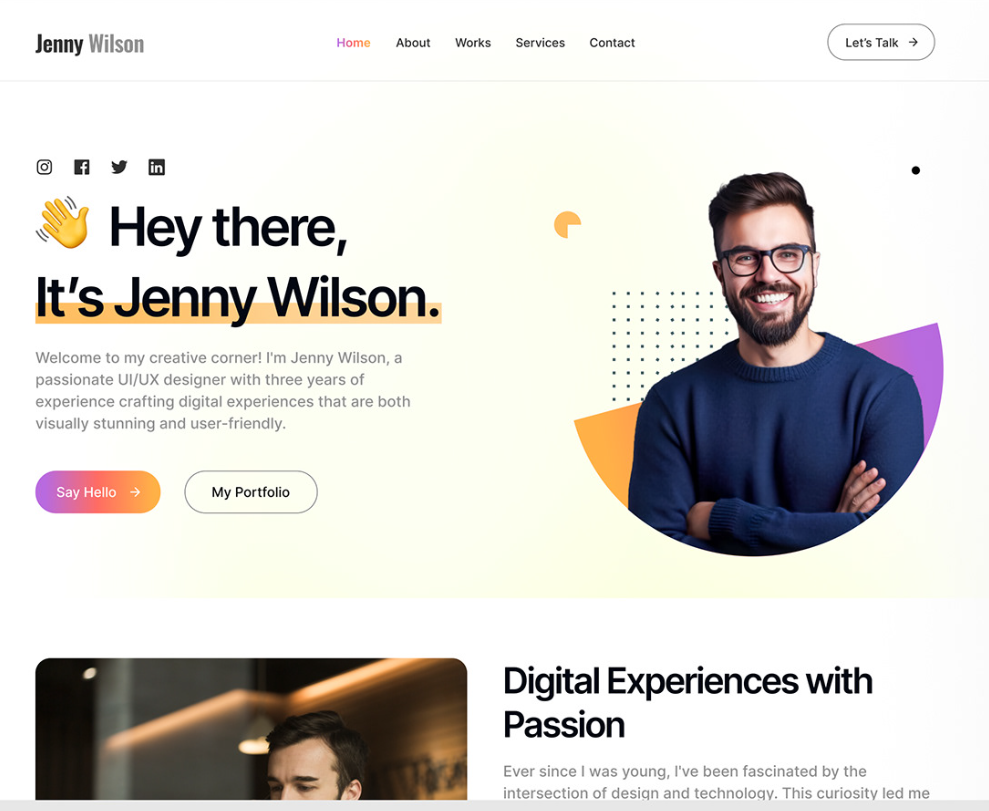 Jenny Wilson
Home
About
Works
Services
Contact
Let's Talk
Hey there,
It's Jenny Wilson.
Welcome to my creative corner! I'm Jenny Wilson, a
passionate UI/UX designer with three years of
experience crafting digital experiences that are both
visually stunning and user-friendly.
Say Hello
My Portfolio
Digital Experiences with
Passion
Ever since I was young, I've been fascinated by the
intersection of design and technology. This curiosity led me